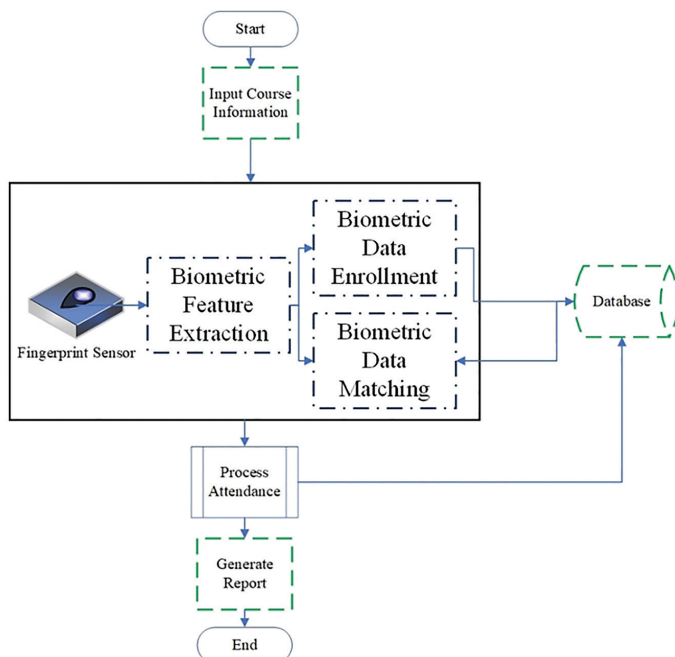 Start
Input Course
Information
Biometric
Data
Enrollment
Biometric
Feature
Extraction
Fingerprint Sensor
Biometric
Data
Matching
Database
Process
Attendance
Generate
Report
End